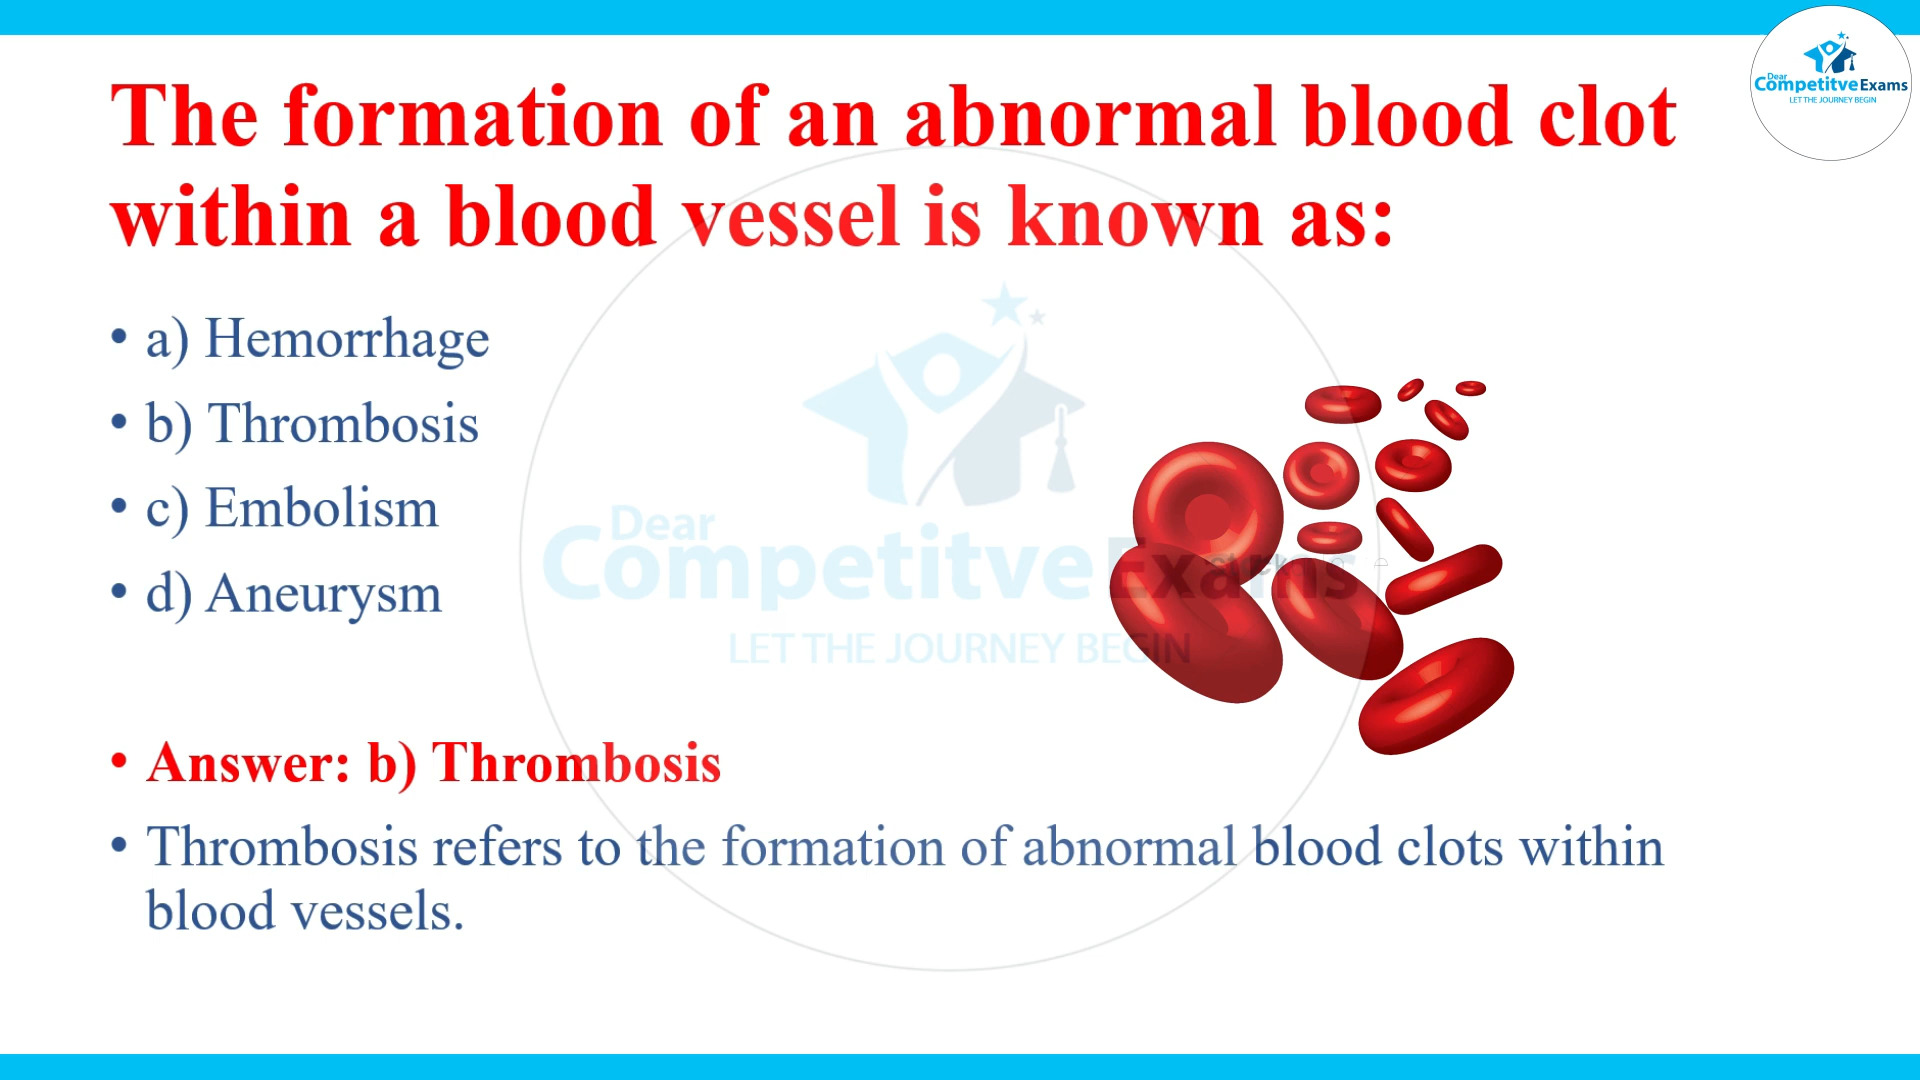 Dear
CompetitveExams
LET THE JOURNEY BEGIN
The formation of an abnormal blood clot
within a blood vessel is known as:
• a) Hemorrhage
• b) Thrombosis
• c) Embolism
• d) Aneurysm
Dear
Competitve Exams
LET THE JOURNEY BEGIN
• Answer: b) Thrombosis
• Thrombosis refers to the formation of abnormal blood clots within
blood vessels.